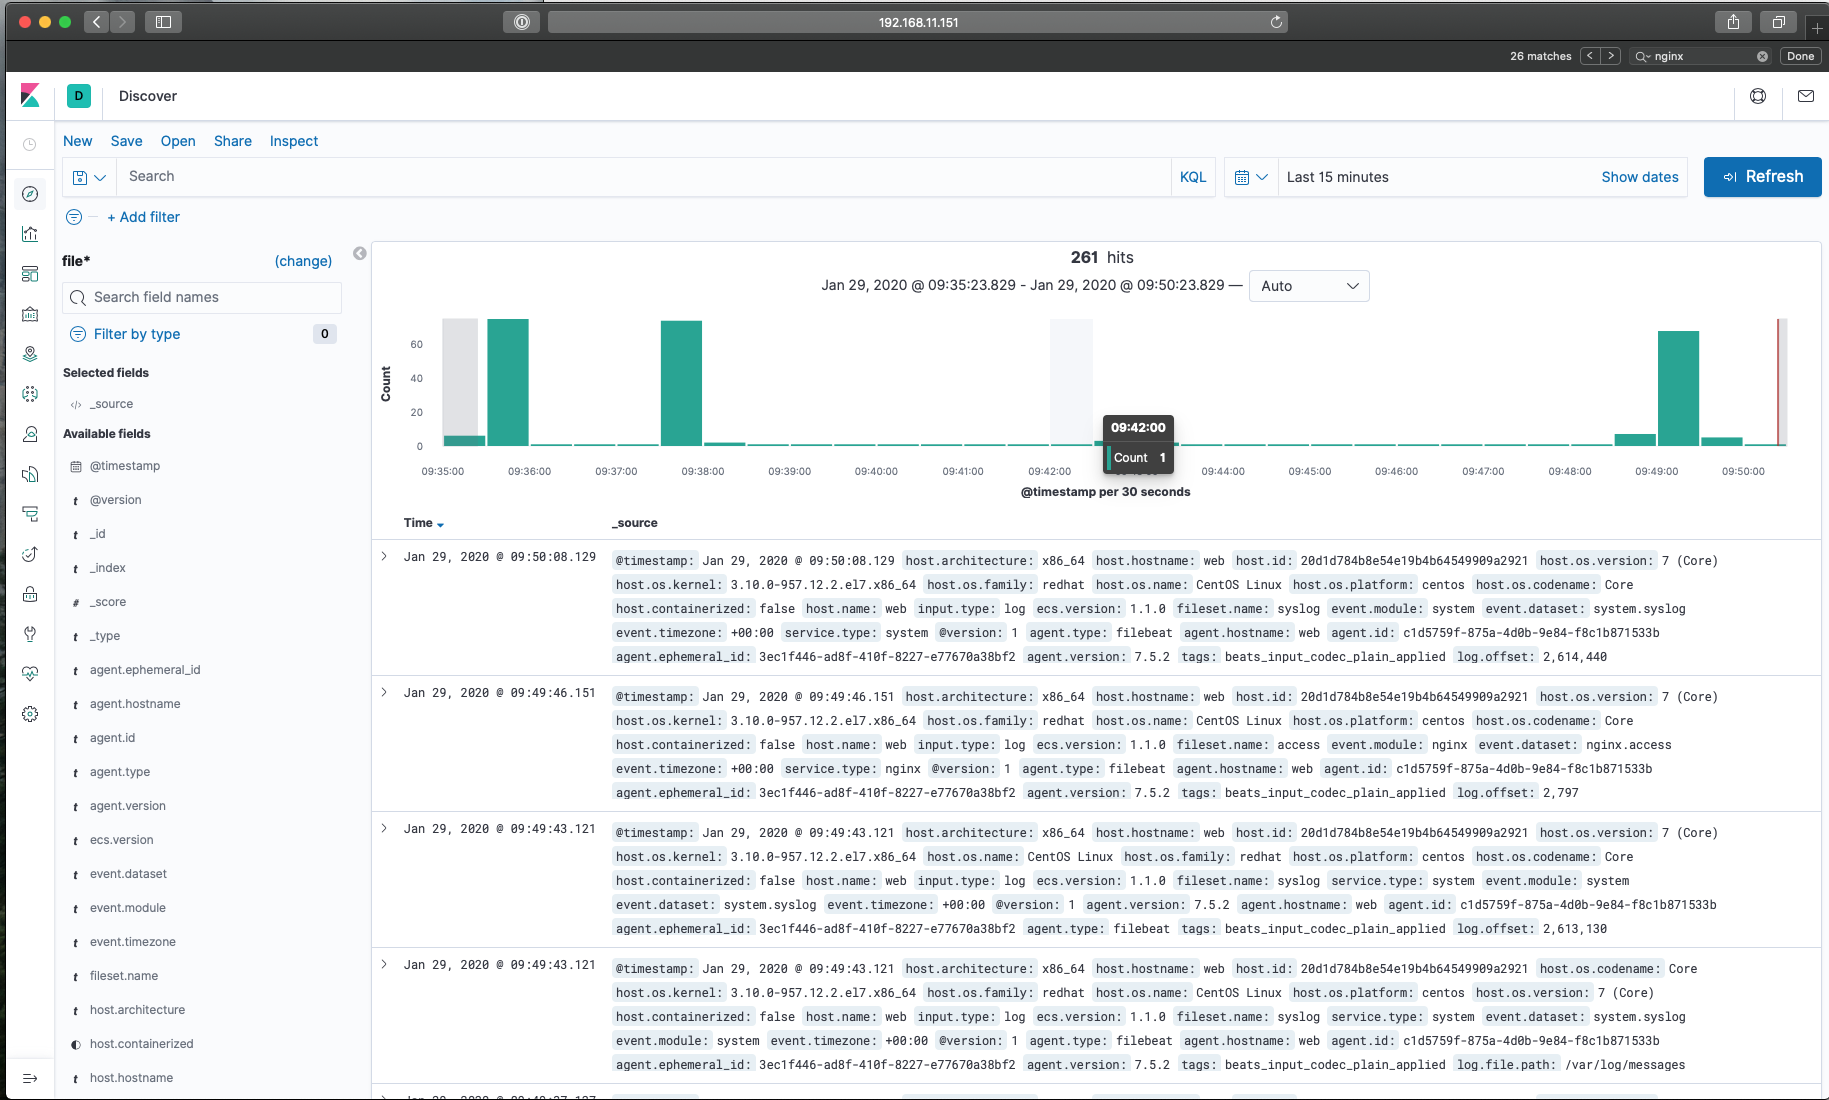 192.168.11.151
26 matches
nginx
Done
D
Discover
New Save Open Share Inspect
Search
KQL
Last 15 minutes
Show dates
Refresh
+ Add filter
file*
(change)
Search field names
Filter by type
0
Selected fields
_source
Available fields
@timestamp
t @version
t _id
t _index
# _score
t _type
t agent.ephemeral_id
t agent.hostname
t agent.id
t agent.type
t agent.version
t ecs.version
t event.dataset
t event.module
t event.timezone
t fileset.name
t host.architecture
host.containerized
t host.hostname
261 hits
Jan 29, 2020 @ 09:35:23.829 - Jan 29, 2020 @ 09:50:23.829 —
Auto
Count
60
40
20
0
09:42:00
Count 1
09:35:00 09:36:00 09:37:00 09:38:00 09:39:00 09:40:00 09:41:00 09:42:00 09:44:00 09:45:00 09:46:00 09:47:00 09:48:00 09:49:00 09:50:00
@timestamp per 30 seconds
Time _source
Jan 29, 2020 @ 09:50:08.129
@timestamp: Jan 29, 2020 @ 09:50:08.129 host.architecture: x86_64 host.hostname: web host.id: 20d1d784b8e54e19b4b64549909a2921 host.os.version: 7 (Core)
host.os.kernel: 3.10.0-957.12.2.el7.x86_64 host.os.family: redhat host.os.name: CentOS Linux host.os.platform: centos host.os.codename: Core
host.containerized: false host.name: web input.type: log ecs.version: 1.1.0 fileset.name: syslog event.module: system event.dataset: system.syslog
event.timezone: +00:00 service.type: system @version: 1 agent.type: filebeat agent.hostname: web agent.id: c1d5759f-875a-4d0b-9e84-f8c1b871533b
agent.ephemeral_id: 3ec1f446-ad8f-410f-8227-e77670a38bf2 agent.version: 7.5.2 tags: beats_input_codec_plain_applied log.offset: 2,614,440
Jan 29, 2020 @ 09:49:46.151
@timestamp: Jan 29, 2020 @ 09:49:46.151 host.architecture: x86_64 host.hostname: web host.id: 20d1d784b8e54e19b4b64549909a2921 host.os.version: 7 (Core)
host.os.kernel: 3.10.0-957.12.2.el7.x86_64 host.os.family: redhat host.os.name: CentOS Linux host.os.platform: centos host.os.codename: Core
host.containerized: false host.name: web input.type: log ecs.version: 1.1.0 fileset.name: access event.module: nginx event.dataset: nginx.access
event.timezone: +00:00 service.type: nginx @version: 1 agent.type: filebeat agent.hostname: web agent.id: c1d5759f-875a-4d0b-9e84-f8c1b871533b
agent.ephemeral_id: 3ec1f446-ad8f-410f-8227-e77670a38bf2 agent.version: 7.5.2 tags: beats_input_codec_plain_applied log.offset: 2,797
Jan 29, 2020 @ 09:49:43.121
@timestamp: Jan 29, 2020 @ 09:49:43.121 host.architecture: x86_64 host.hostname: web host.id: 20d1d784b8e54e19b4b64549909a2921 host.os.version: 7 (Core)
host.os.kernel: 3.10.0-957.12.2.el7.x86_64 host.os.name: CentOS Linux host.os.family: redhat host.os.platform: centos host.os.codename: Core
host.containerized: false host.name: web input.type: log ecs.version: 1.1.0 fileset.name: syslog service.type: system event.module: system
event.dataset: system.syslog event.timezone: +00:00 @version: 1 agent.version: 7.5.2 agent.hostname: web agent.id: c1d5759f-875a-4d0b-9e84-f8c1b871533b
agent.ephemeral_id: 3ec1f446-ad8f-410f-8227-e77670a38bf2 agent.type: filebeat tags: beats_input_codec_plain_applied log.offset: 2,613,130
Jan 29, 2020 @ 09:49:43.121
@timestamp: Jan 29, 2020 @ 09:49:43.121 host.architecture: x86_64 host.hostname: web host.id: 20d1d784b8e54e19b4b64549909a2921 host.os.codename: Core
host.os.kernel: 3.10.0-957.12.2.el7.x86_64 host.os.family: redhat host.os.name: CentOS Linux host.os.platform: centos host.os.version: 7 (Core)
host.containerized: false host.name: web input.type: log ecs.version: 1.1.0 fileset.name: syslog service.type: system event.dataset: system.syslog
event.module: system event.timezone: +00:00 @version: 1 agent.type: filebeat agent.hostname: web agent.id: c1d5759f-875a-4d0b-9e84-f8c1b871533b
agent.ephemeral_id: 3ec1f446-ad8f-410f-8227-e77670a38bf2 agent.version: 7.5.2 tags: beats_input_codec_plain_applied log.file.path: /var/log/messages